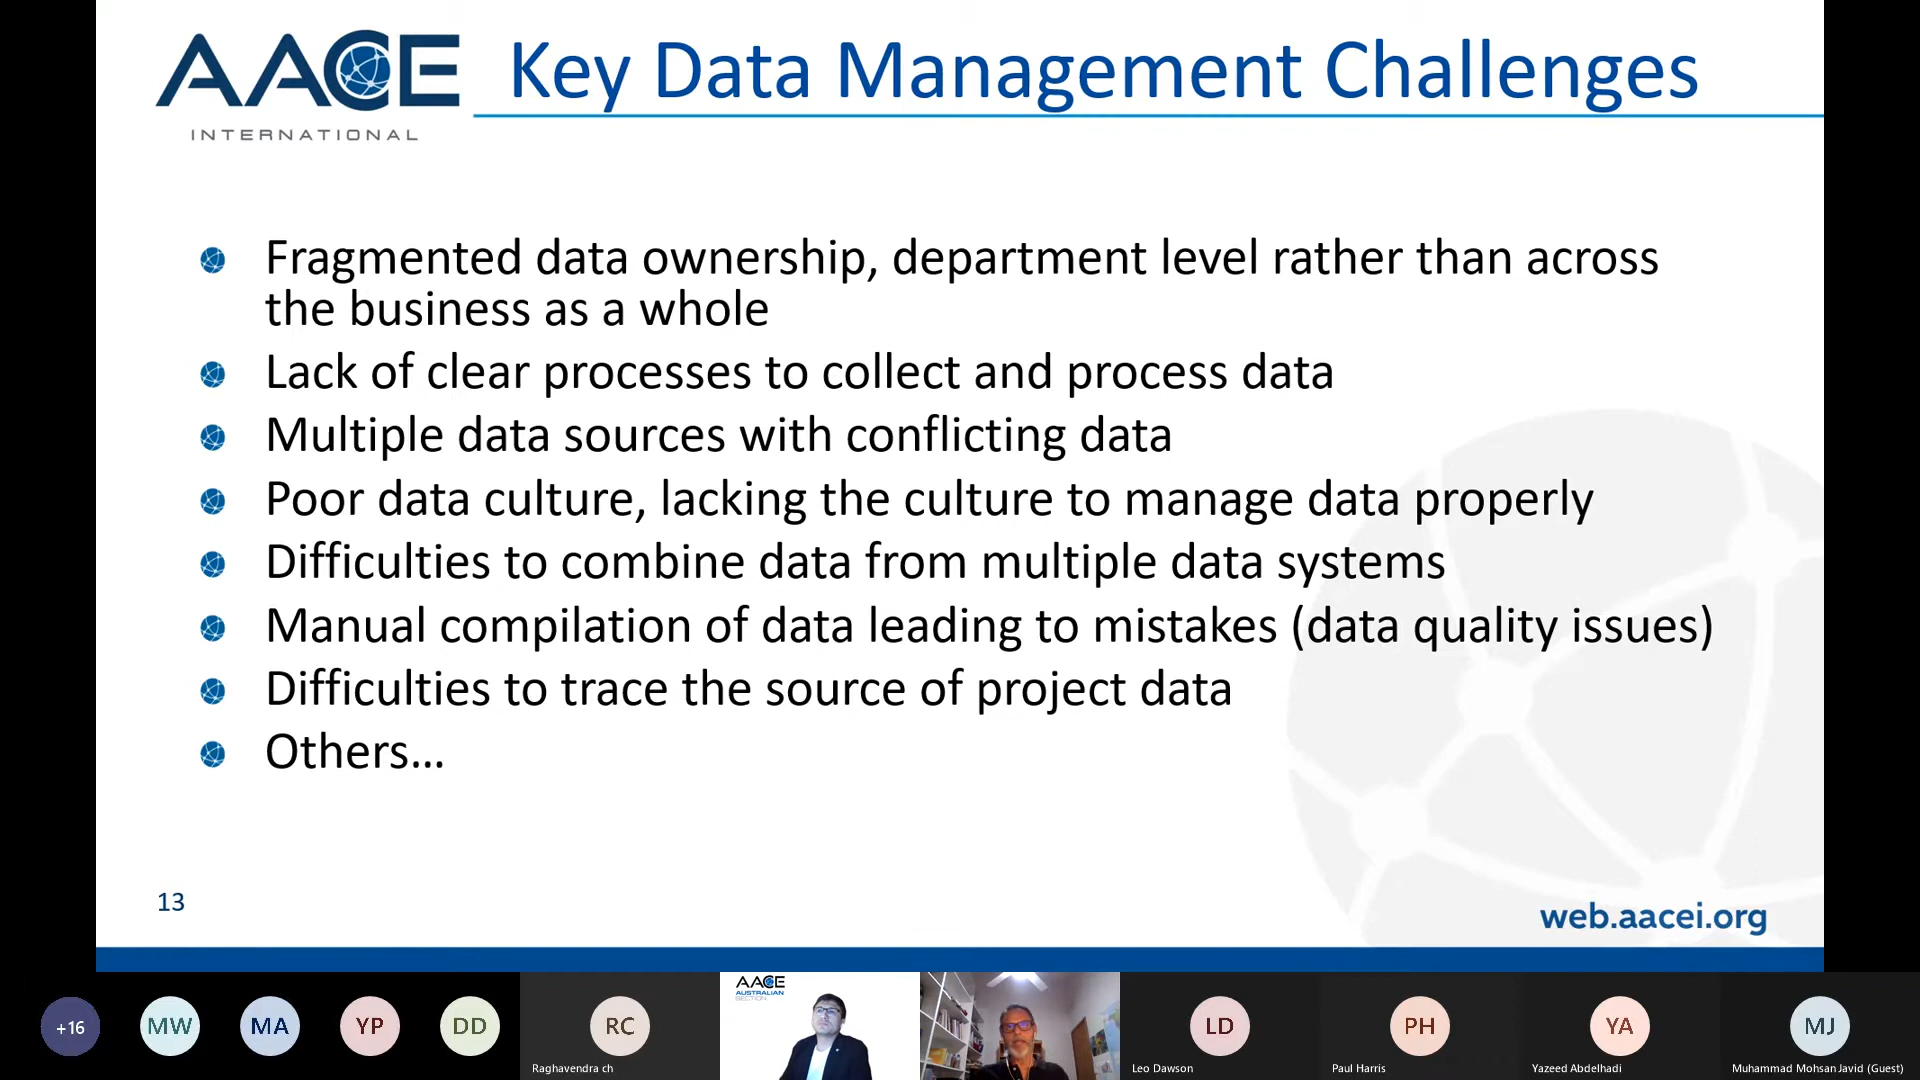 AACE
INTERNATIONAL
Key Data Management Challenges
Fragmented data ownership, department level rather than across
the business as a whole
Lack of clear processes to collect and process data
Multiple data sources with conflicting data
Poor data culture, lacking the culture to manage data properly
Difficulties to combine data from multiple data systems
Manual compilation of data leading to mistakes (data quality issues)
Difficulties to trace the source of project data
Others...
13
web.aacei.org
+16
MW
MA
YP
DD
RC
Raghavendra ch
AACE
AUSTRALIAN
SECTION
LD
Leo Dawson
PH
Paul Harris
YA
Yazeed Abdelhadi
MJ
Muhammad Mohsan Javid (Guest)